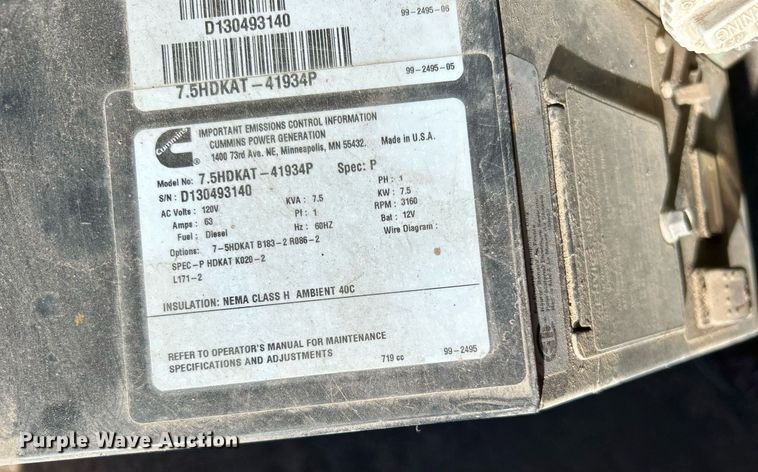 99-2495-06
D130493140
99-2495-05
7.5HDKAT-41934P
Cummins
IMPORTANT EMISSIONS CONTROL INFORMATION
CUMMINS POWER GENERATION
1400 73rd Ave. NE, Minneapolis, MN 55432. Made in U.S.A.
Model No: 7.5HDKAT-41934P Spec: P
S/N: D130493140 PH: 1
AC Volts: 120V KVA: 7.5 KW: 7.5
Amps: 63 Pf: 1 RPM: 3160
Fuel: Diesel Hz: 60HZ Bat: 12V
Options: 7-5HDKAT B183-2 R086-2 Wire Diagram:
SPEC-P HDKAT K020-2
L171-2
INSULATION: NEMA CLASS H AMBIENT 40C
REFER TO OPERATOR'S MANUAL FOR MAINTENANCE
SPECIFICATIONS AND ADJUSTMENTS 719 cc 99-2495
Purple Wave Auction